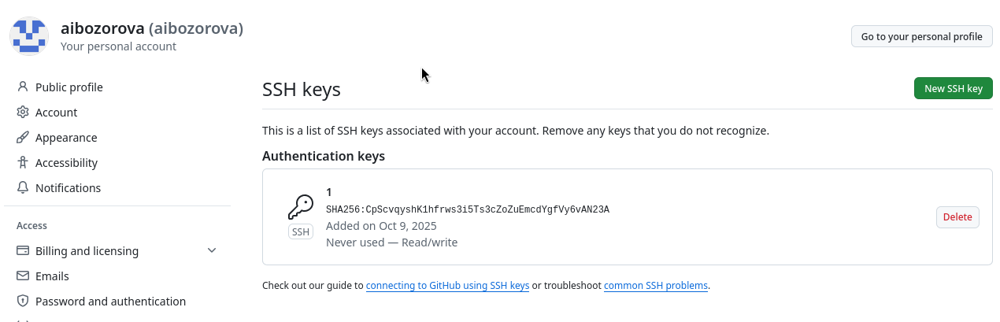 aibozorova (aibozorova)
Your personal account
Go to your personal profile
Public profile
Account
Appearance
Accessibility
Notifications
Access
Billing and licensing
Emails
Password and authentication
SSH keys
New SSH key
This is a list of SSH keys associated with your account. Remove any keys that you do not recognize.
Authentication keys
1
SHA256:CpScvqyshK1hfrws3i5Ts3cZoZuEmcdYgfVy6vAN23A
SSH
Added on Oct 9, 2025
Never used — Read/write
Delete
Check out our guide to connecting to GitHub using SSH keys or troubleshoot common SSH problems.